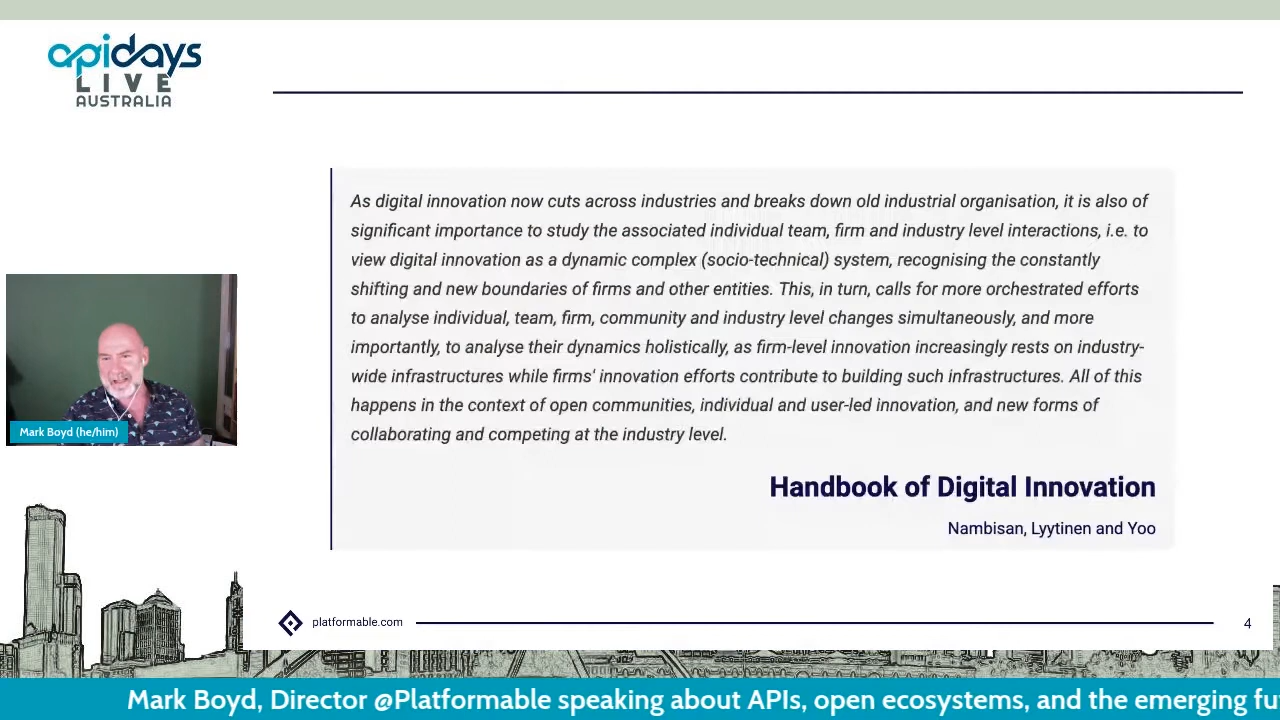 apidays
LIVE
AUSTRALIA
As digital innovation now cuts across industries and breaks down old industrial organisation, it is also of
significant importance to study the associated individual team, firm and industry level interactions, i.e. to
view digital innovation as a dynamic complex (socio-technical) system, recognising the constantly
shifting and new boundaries of firms and other entities. This, in turn, calls for more orchestrated efforts
to analyse individual, team, firm, community and industry level changes simultaneously, and more
importantly, to analyse their dynamics holistically, as firm-level innovation increasingly rests on industry-
wide infrastructures while firms' innovation efforts contribute to building such infrastructures. All of this
happens in the context of open communities, individual and user-led innovation, and new forms of
collaborating and competing at the industry level.
Handbook of Digital Innovation
Nambisan, Lyytinen and Yoo
Mark Boyd (he/him)
platformable.com
4
Mark Boyd, Director @Platformable speaking about APIs, open ecosystems, and the emerging fu